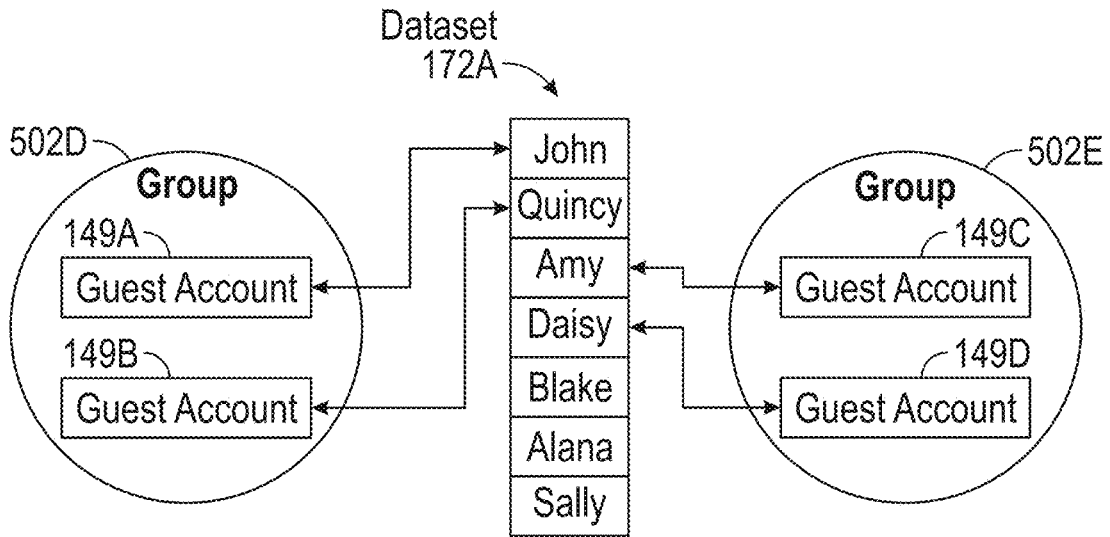 Dataset
172A
502D
Group
149A
Guest Account
149B
Guest Account
John
Quincy
Amy
Daisy
Blake
Alana
Sally
502E
Group
149C
Guest Account
149D
Guest Account